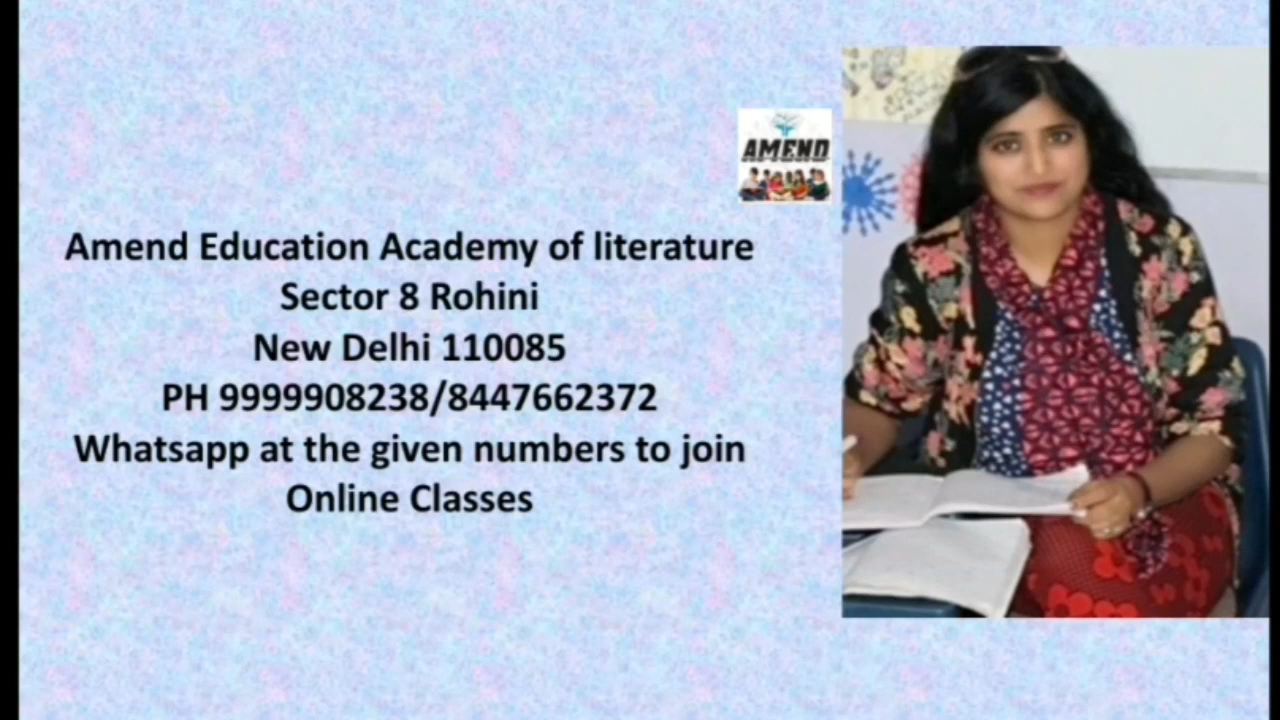 AMEND
Amend Education Academy of literature
Sector 8 Rohini
New Delhi 110085
PH 9999908238/8447662372
Whatsapp at the given numbers to join
Online Classes